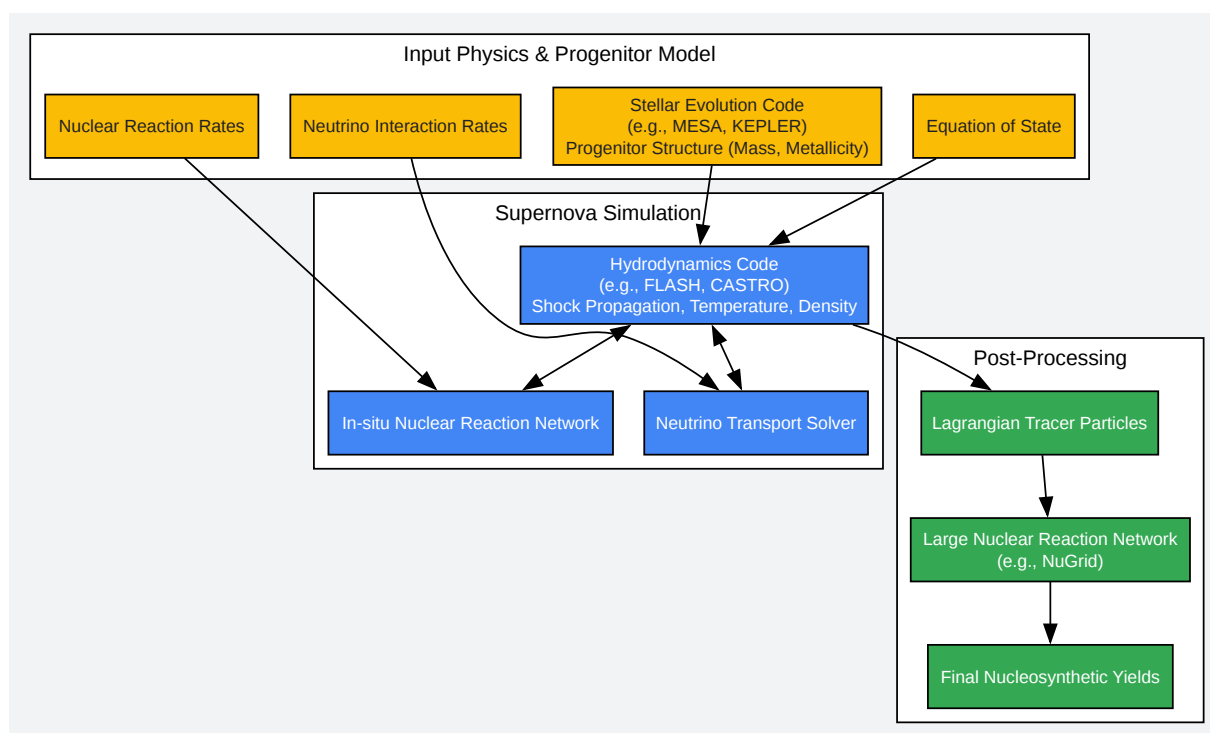 Input Physics & Progenitor Model
Nuclear Reaction Rates
Neutrino Interaction Rates
Stellar Evolution Code
(e.g., MESA, KEPLER)
Progenitor Structure (Mass, Metallicity)
Equation of State
Supernova Simulation
Hydrodynamics Code
(e.g., FLASH, CASTRO)
Shock Propagation, Temperature, Density
In-situ Nuclear Reaction Network
Neutrino Transport Solver
Post-Processing
Lagrangian Tracer Particles
Large Nuclear Reaction Network
(e.g., NuGrid)
Final Nucleosynthetic Yields